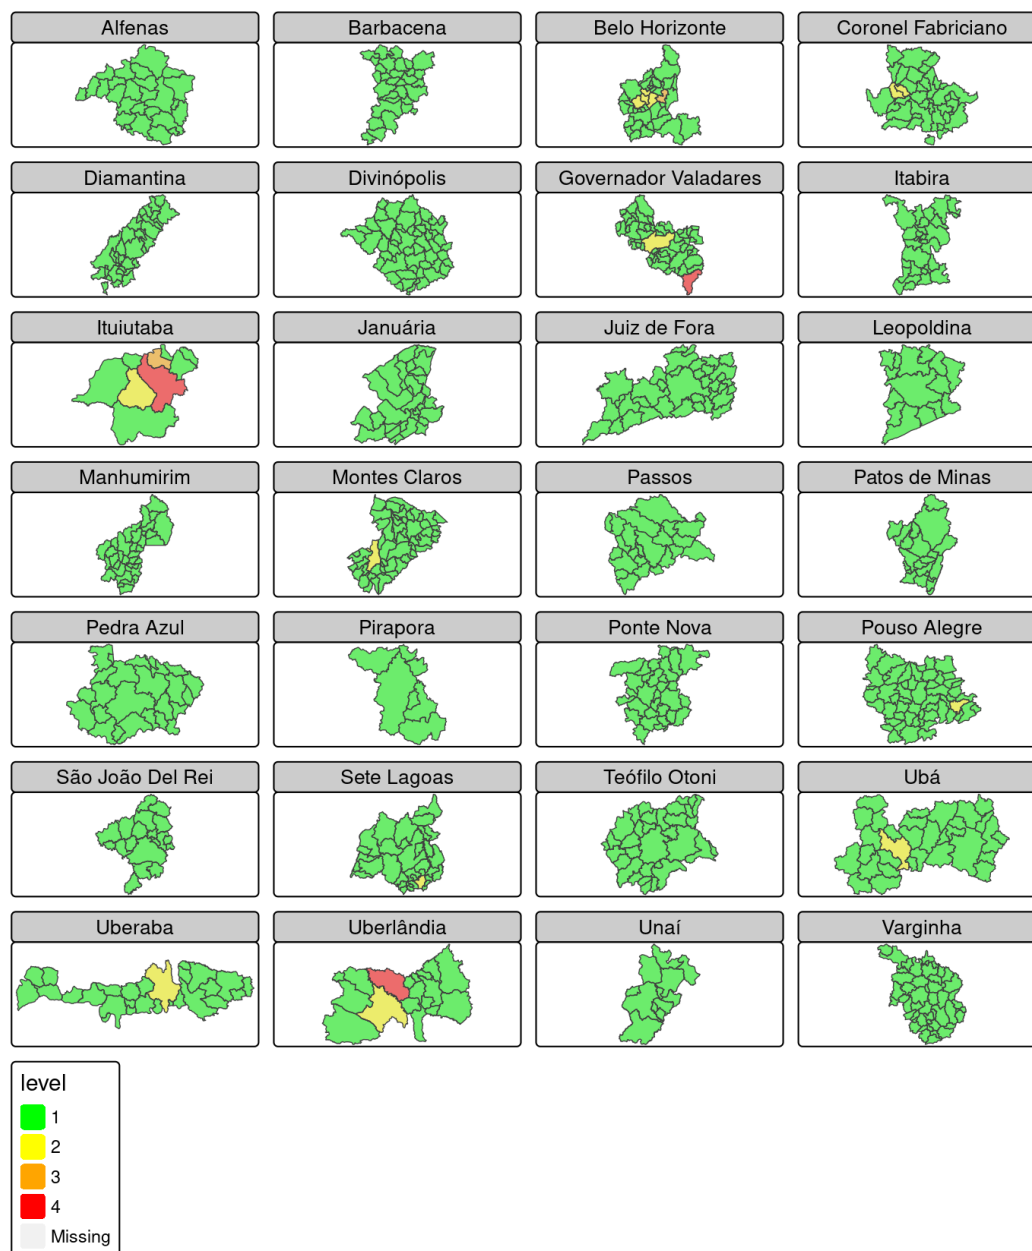 Alfenas
Barbacena
Belo Horizonte
Coronel Fabriciano
Diamantina
Divinópolis
Governador Valadares
Itabira
Ituiutaba
Januária
Juiz de Fora
Leopoldina
Manhumirim
Montes Claros
Passos
Patos de Minas
Pedra Azul
Pirapora
Ponte Nova
Pouso Alegre
São João Del Rei
Sete Lagoas
Teófilo Otoni
Ubá
Uberaba
Uberlândia
Unaí
Varginha
level
1
2
3
4
Missing